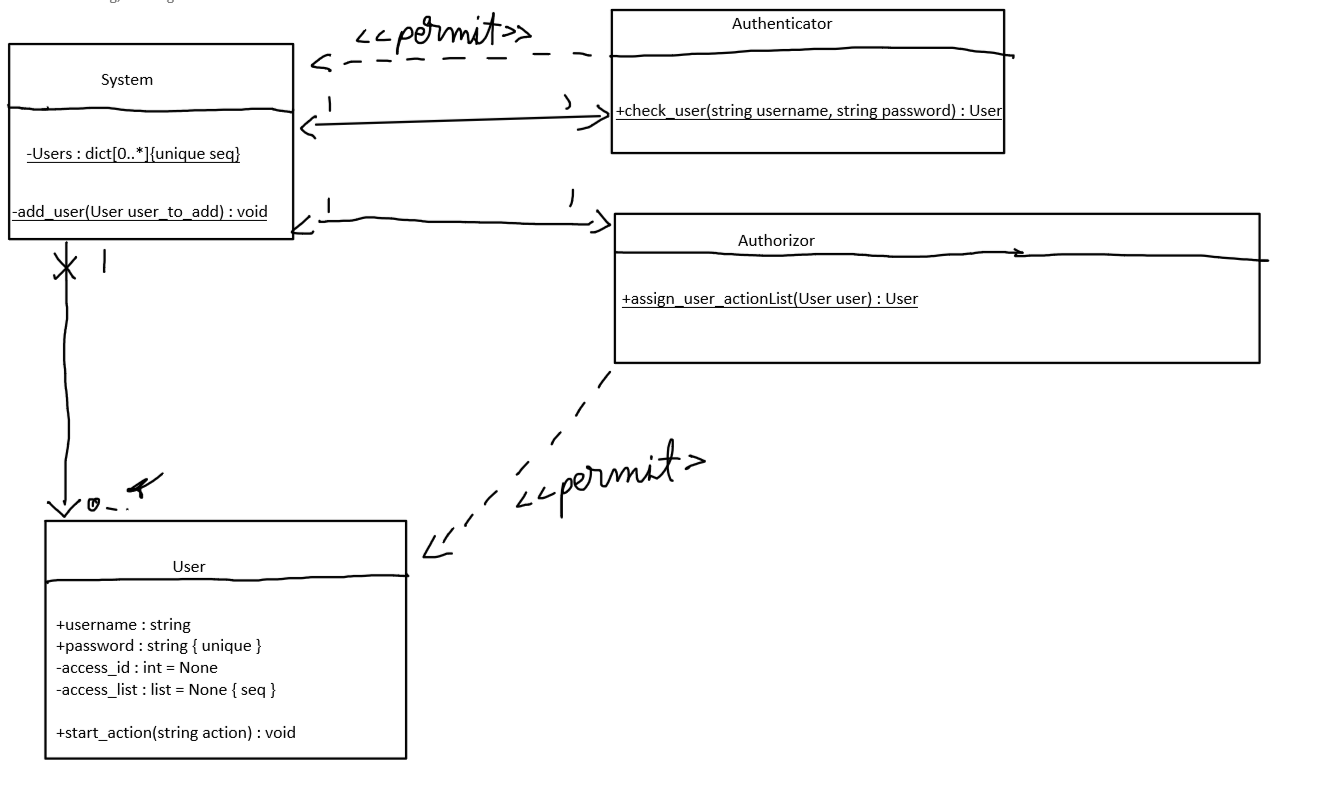 <<permit>>
Authenticator
System
1
1
+check_user(string username, string password) : User
-Users : dict[0..*]{unique seq}
-add_user(User user_to_add) : void
1
1
Authorizor
1
+assign_user_actionList(User user) : User
<<permit>
0..*
User
+username : string
+password : string { unique }
-access_id : int = None
-access_list : list = None { seq }
+start_action(string action) : void